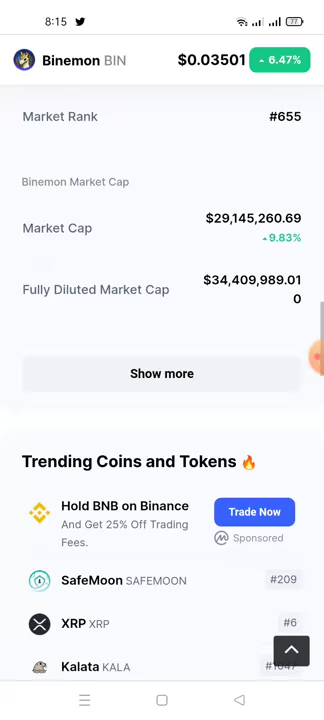 8:15
77
Binemon BIN
$0.03501
6.47%
Market Rank
#655
Binemon Market Cap
Market Cap
$29,145,260.69
9.83%
Fully Diluted Market Cap
$34,409,989.01
0
Show more
Trending Coins and Tokens 🔥
Hold BNB on Binance
And Get 25% Off Trading
Fees.
Trade Now
Sponsored
SafeMoon SAFEMOON
#209
XRP XRP
#6
Kalata KALA
#1047